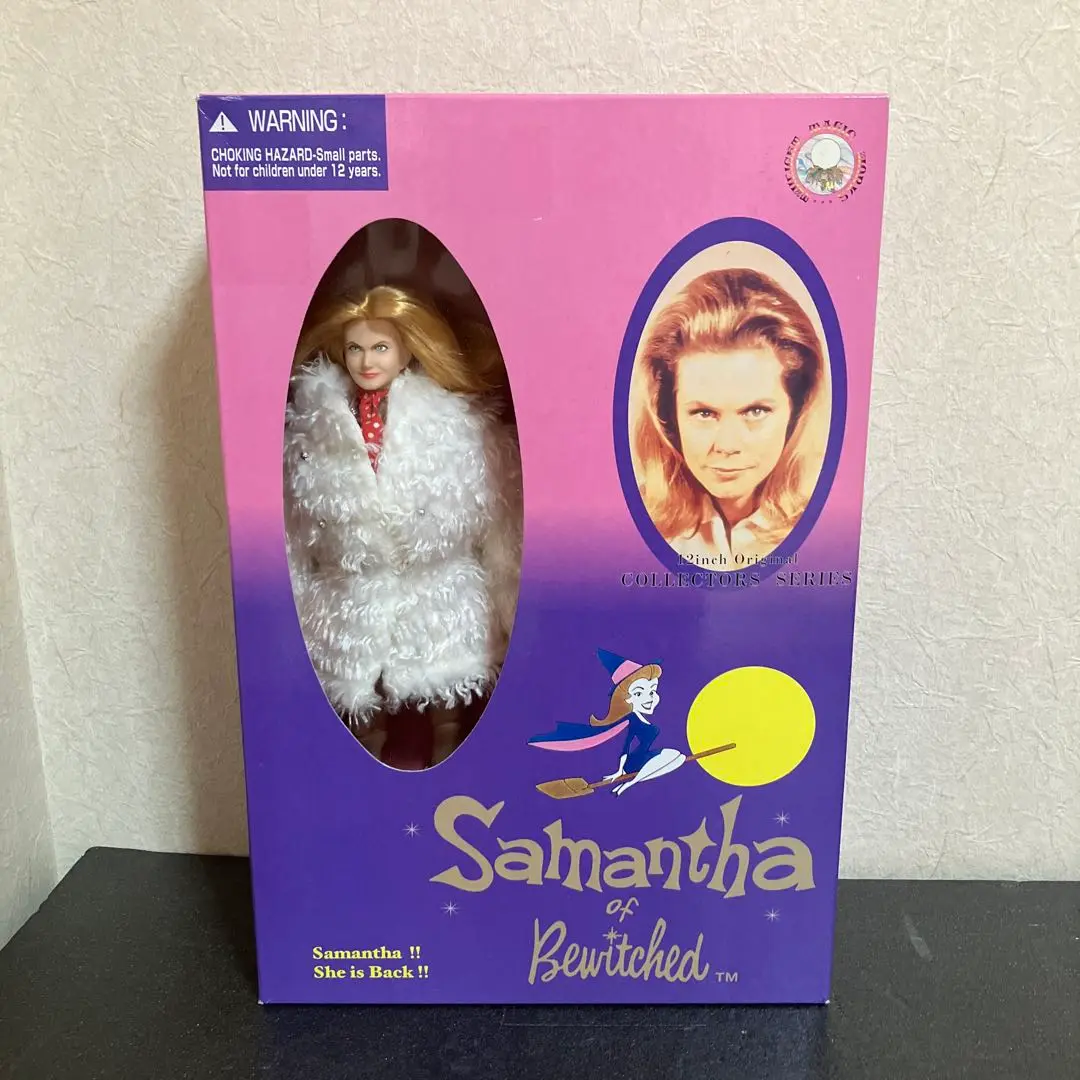 WARNING:
CHOKING HAZARD-Small parts.
Not for children under 12 years.
12inch Original
COLLECTORS SERIES
Samantha
of
Bewitched TM
Samantha !!
She is Back !!